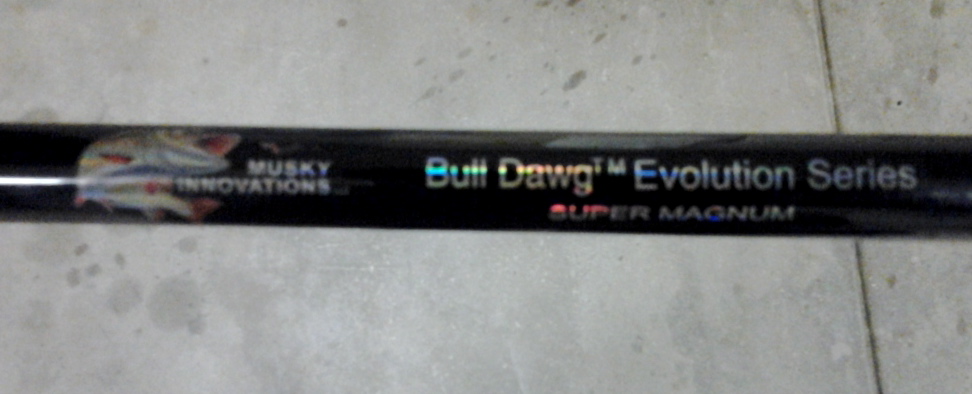 MUSKY
INNOVATIONS
Bull Dawg™ Evolution Series
SUPER MAGNUM